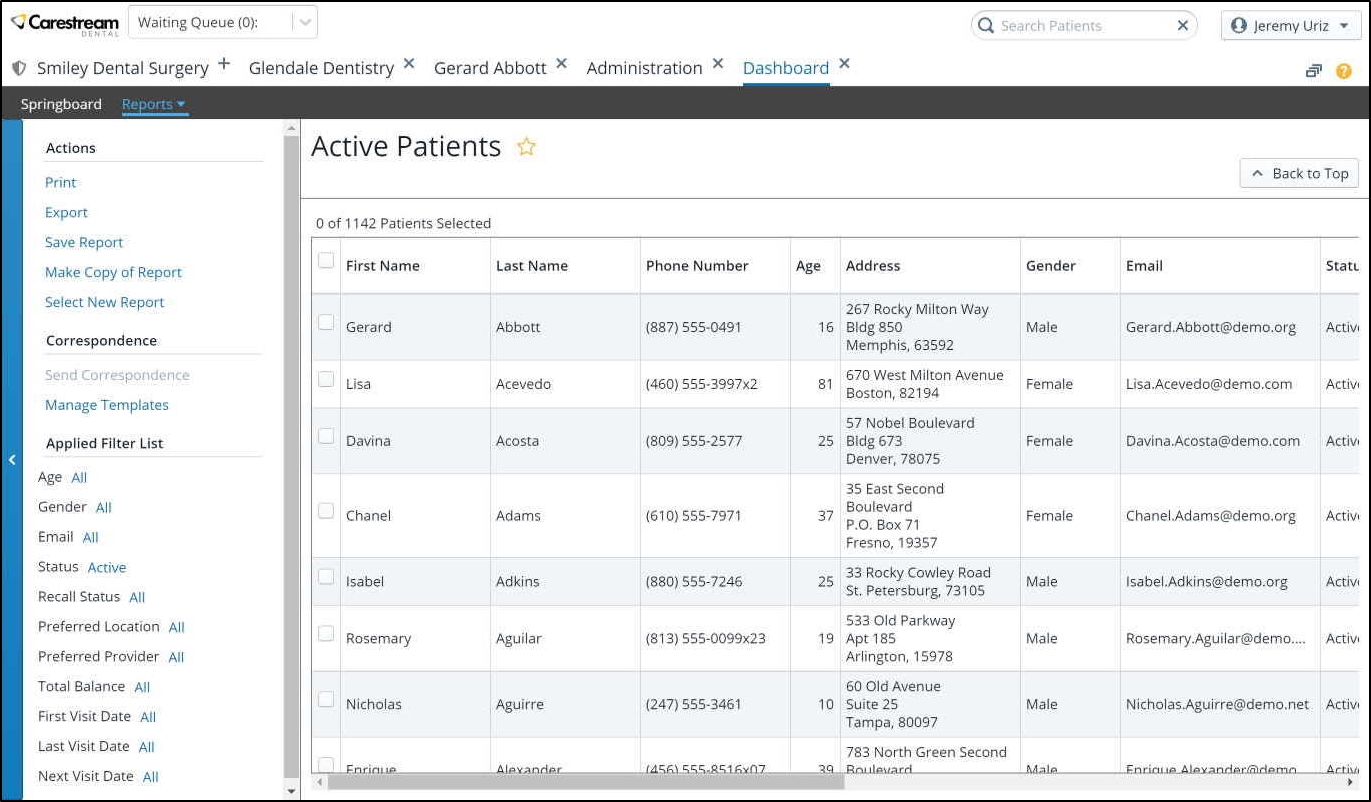 Carestream
DENTAL
Waiting Queue (0):
Search Patients
Jeremy Uriz
Smiley Dental Surgery
Glendale Dentistry
Gerard Abbott
Administration
Dashboard
?
Springboard
Reports
Actions
Print
Export
Save Report
Make Copy of Report
Select New Report
Correspondence
Send Correspondence
Manage Templates
Applied Filter List
Age All
Gender All
Email All
Status Active
Recall Status All
Preferred Location All
Preferred Provider All
Total Balance All
First Visit Date All
Last Visit Date All
Next Visit Date All
Active Patients
Back to Top
0 of 1142 Patients Selected
First Name Last Name Phone Number Age Address Gender Email Statu
Gerard Abbott (887) 555-0491 16 267 Rocky Milton Way Male Gerard.Abbott@demo.org Activ
Bldg 850
Memphis, 63592
Lisa Acevedo (460) 555-3997x2 81 670 West Milton Avenue Female Lisa.Acevedo@demo.com Activ
Boston, 82194
Davina Acosta (809) 555-2577 25 57 Nobel Boulevard Female Davina.Acosta@demo.com Activ
Bldg 673
Denver, 78075
Chanel Adams (610) 555-7971 37 35 East Second Female Chanel.Adams@demo.org Activ
Boulevard
P.O. Box 71
Fresno, 19357
Isabel Adkins (880) 555-7246 25 33 Rocky Cowley Road Male Isabel.Adkins@demo.org Activ
St. Petersburg, 73105
Rosemary Aguilar (813) 555-0099x23 19 533 Old Parkway Male Rosemary.Aguilar@demo.... Activ
Apt 185
Arlington, 15978
Nicholas Aguirre (247) 555-3461 10 60 Old Avenue Male Nicholas.Aguirre@demo.net Activ
Suite 25
Tampa, 80097
Enrique Alexander (456) 555-8516x07 39 783 North Green Second Male Enrique.Alexander@demo.... Activ
Boulevard